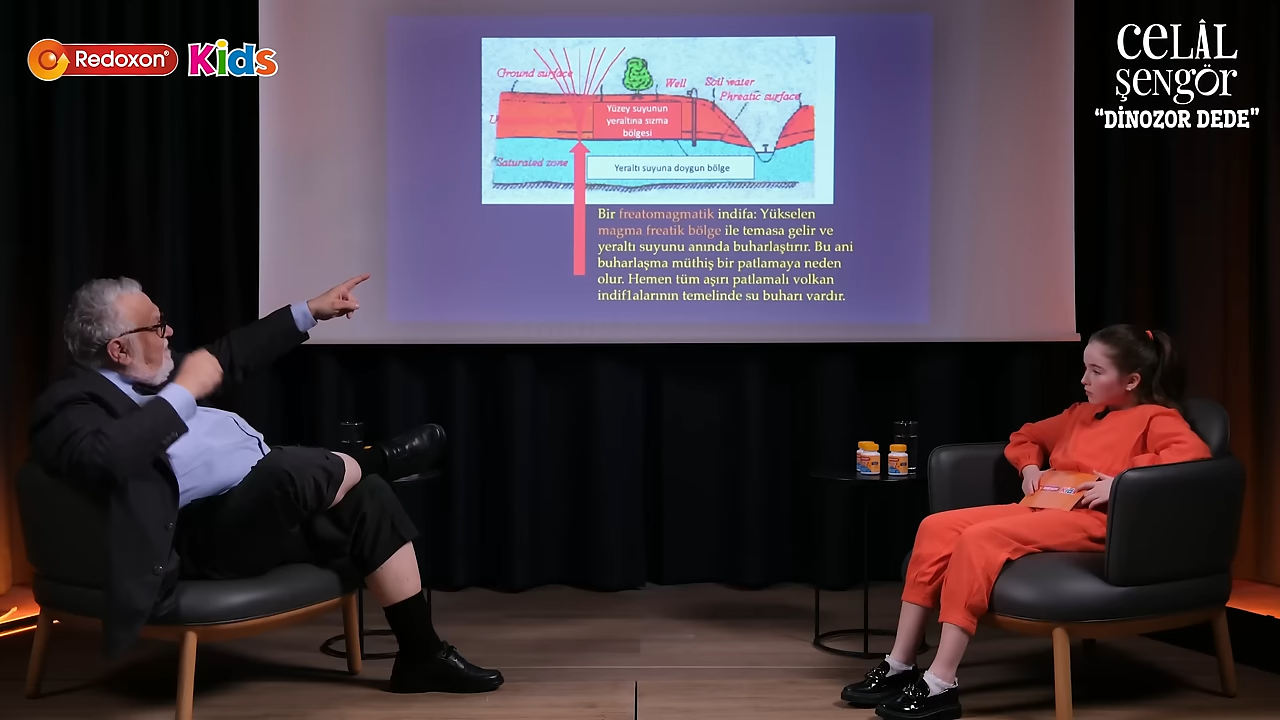 Redoxon® Kids
CELÂL
şengör
“DİNOZOR DEDE”
Ground surface
Well
Soil water
Phreatic surface
U
Yüzey suyunun
yeraltına sızma
bölgesi
Saturated zone
Yeraltı suyuna doygun bölge
Bir freatomagmatik indifa: Yükselen
magma freatik bölge ile temasa gelir ve
yeraltı suyunu anında buharlaştırır. Bu ani
buharlaşma müthiş bir patlamaya neden
olur. Hemen tüm aşırı patlamalı volkan
indif1alarının temelinde su buharı vardır.